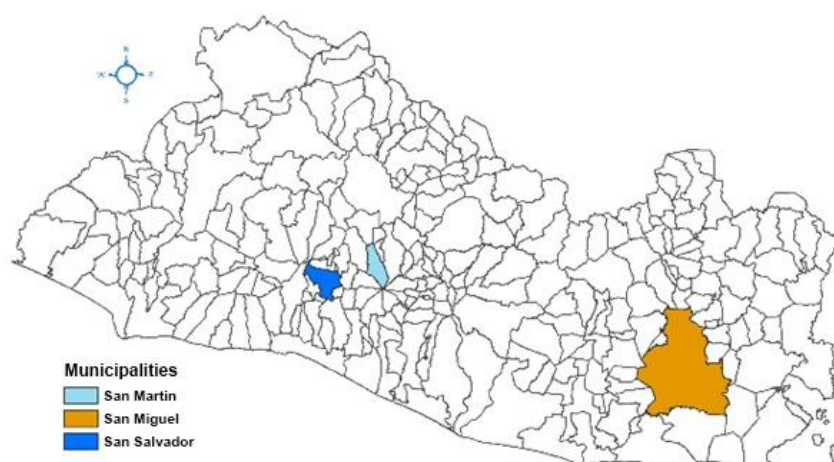 N
W
S
Municipalities
San Martin
San Miguel
San Salvador